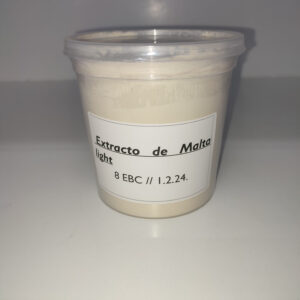 Extracto de Malta
light
8 EBC // 1.2.24.